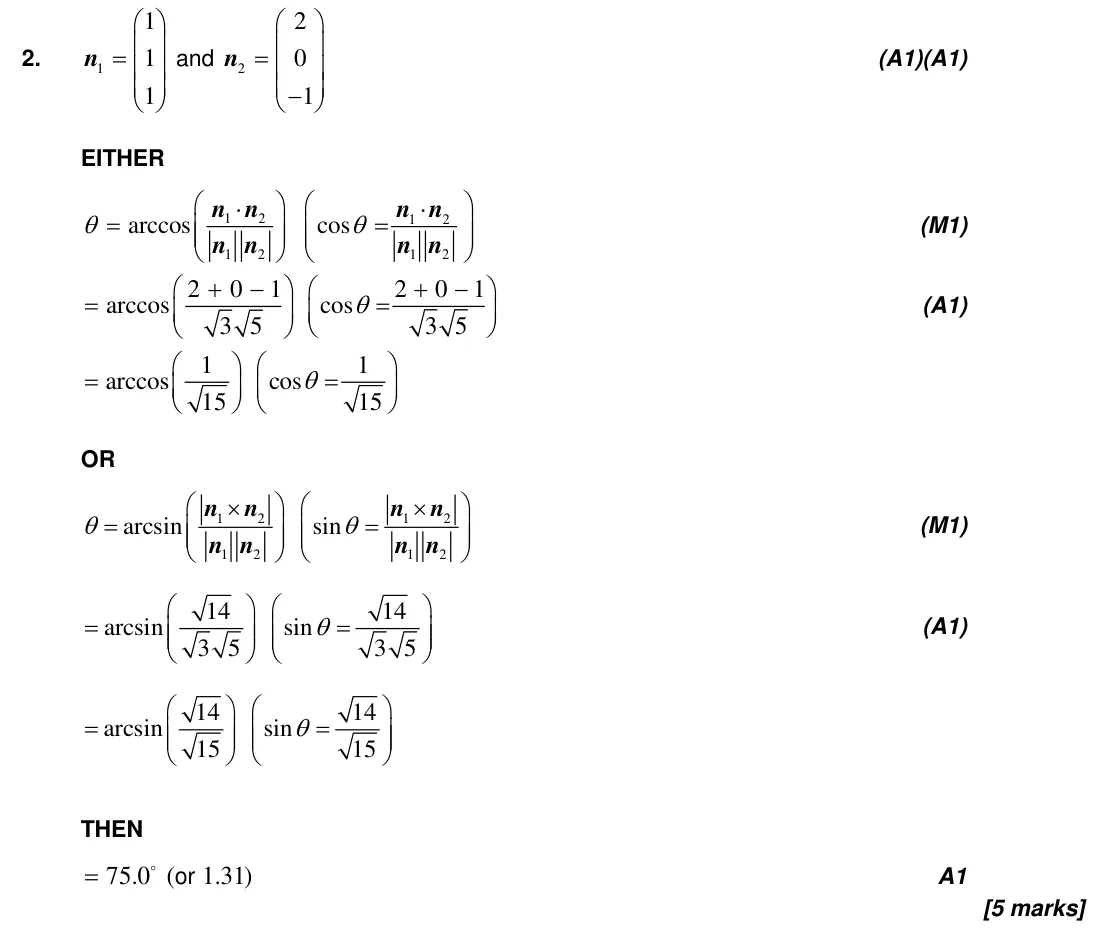 2. n₁ = (1 1 1) and n₂ = (2 0 −1) (A1)(A1)
EITHER
θ = arccos(n₁ · n₂ / |n₁||n₂|) (cos θ = n₁ · n₂ / |n₁||n₂|) (M1)
= arccos((2 + 0 − 1) / √3√5) (cos θ = (2 + 0 − 1) / √3√5) (A1)
= arccos(1 / √15) (cos θ = 1 / √15)
OR
θ = arcsin(|n₁ × n₂| / |n₁||n₂|) (sin θ = |n₁ × n₂| / |n₁||n₂|) (M1)
= arcsin(√14 / √3√5) (sin θ = √14 / √3√5) (A1)
= arcsin(√14 / √15) (sin θ = √14 / √15)
THEN
= 75.0° (or 1.31) A1
[5 marks]